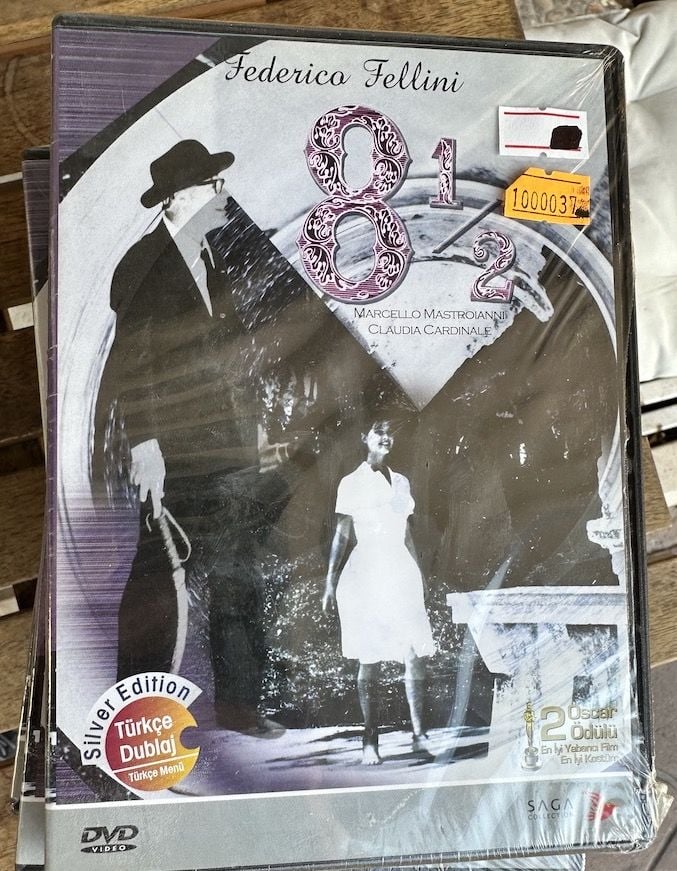 Federico Fellini
8 1/2
1000037
MARCELLO MASTROIANNI
CLAUDIA CARDINALE
Silver Edition
Türkçe
Dublaj
Türkçe Menü
2 Oscar
Ödülü
En İyi Yabancı Film
En İyi Kostüm
SAGA
COLLECTION
DVD
VIDEO